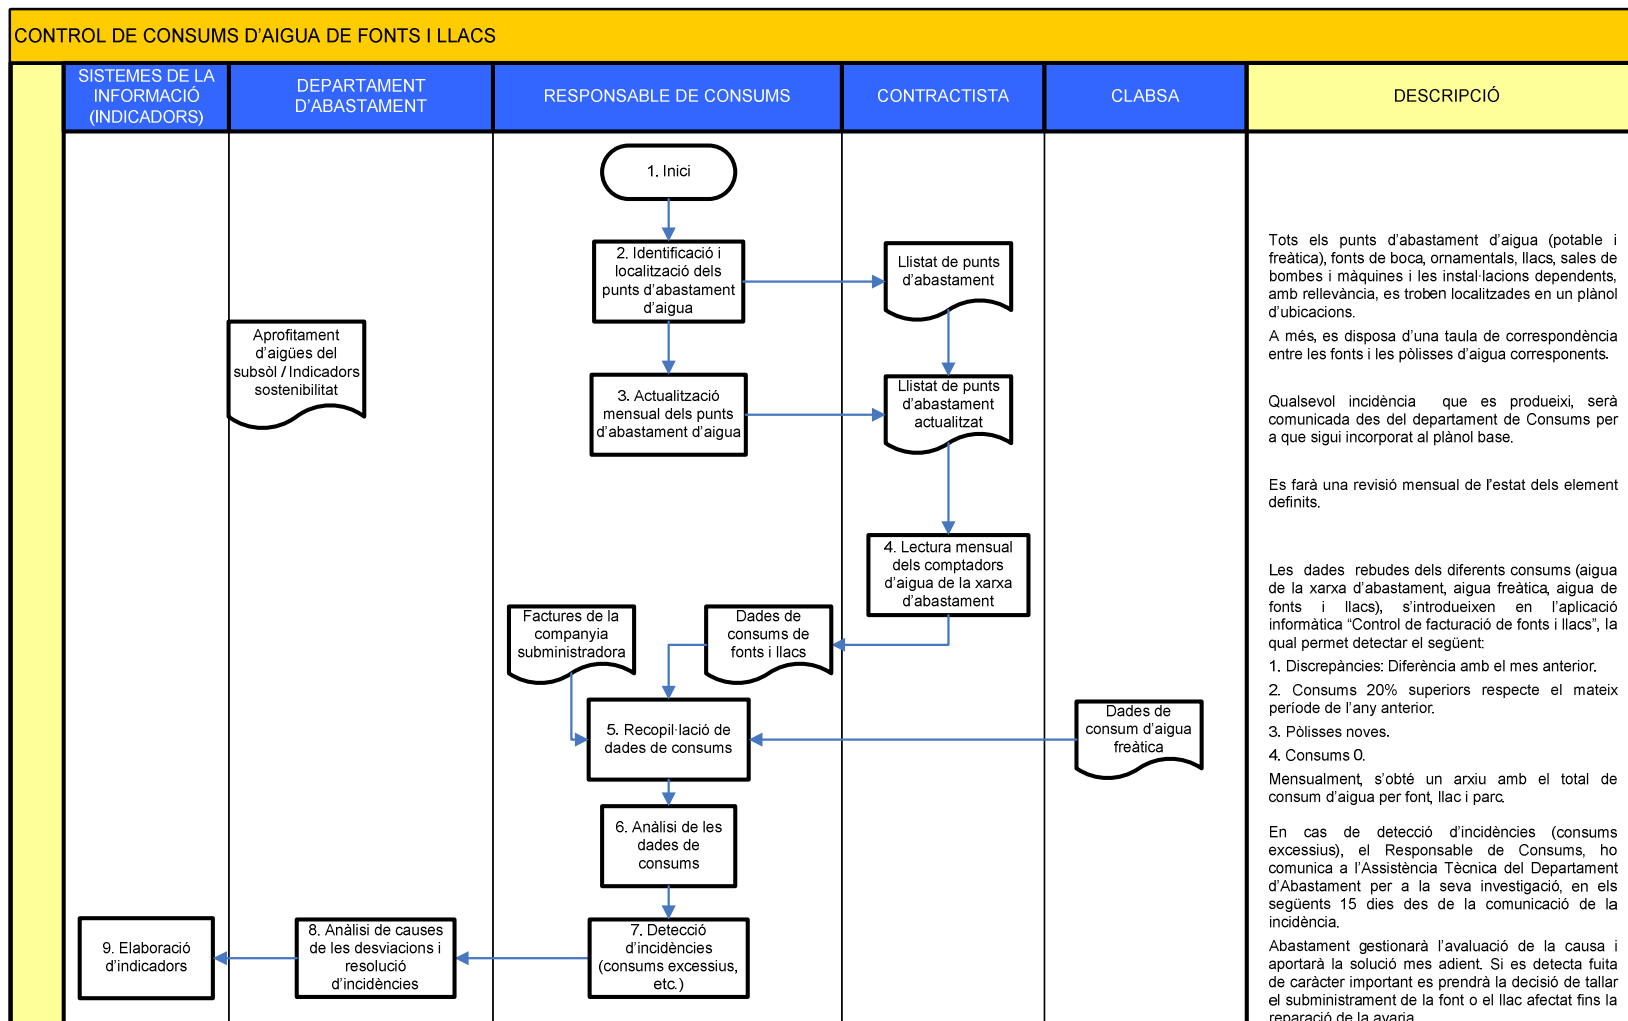 CONTROL DE CONSUMS D'AIGUA DE FONTS I LLACS
SISTEMES DE LA
INFORMACIÓ
(INDICADORS)
DEPARTAMENT
D'ABASTAMENT
RESPONSABLE DE CONSUMS
CONTRACTISTA
CLABSA
DESCRIPCIÓ
1. Inici
2. Identificació i
localització dels
punts d'abastament
d'aigua
Llistat de punts
d'abastament
Aprofitament
d'aigües del
subsòl / Indicadors
sostenibilitat
3. Actualització
mensual dels punts
d'abastament d'aigua
Llistat de punts
d'abastament
actualitzat
4. Lectura mensual
dels comptadors
d'aigua de la xarxa
d'abastament
Factures de la
companyia
subministradora
Dades de
consums de
fonts i llacs
5. Recopil·lació de
dades de consums
Dades de
consum d'aigua
freàtica
6. Anàlisi de les
dades de
consums
7. Detecció
d'incidències
(consums excessius,
etc.)
8. Anàlisi de causes
de les desviacions i
resolució
d'incidències
9. Elaboració
d'indicadors
Tots els punts d'abastament d'aigua (potable i
freàtica), fonts de boca, ornamentals, llacs, sales de
bombes i màquines i les instal·lacions dependents,
amb rellevància, es troben localitzades en un plànol
d'ubicacions.
A més, es disposa d'una taula de correspondència
entre les fonts i les pòlisses d'aigua corresponents.
Qualsevol incidència que es produeixi, serà
comunicada des del departament de Consums per
a que sigui incorporat al plànol base.
Es farà una revisió mensual de l'estat dels element
definits.
Les dades rebudes dels diferents consums (aigua
de la xarxa d'abastament, aigua freàtica, aigua de
fonts i llacs), s'introdueixen en l'aplicació
informàtica "Control de facturació de fonts i llacs", la
qual permet detectar el següent:
1. Discrepàncies: Diferència amb el mes anterior.
2. Consums 20% superiors respecte el mateix
període de l'any anterior.
3. Pòlisses noves.
4. Consums 0.
Mensualment, s'obté un arxiu amb el total de
consum d'aigua per font, llac i parc.
En cas de detecció d'incidències (consums
excessius), el Responsable de Consums, ho
comunica a l'Assistència Tècnica del Departament
d'Abastament per a la seva investigació, en els
següents 15 dies des de la comunicació de la
incidència.
Abastament gestionarà l'avaluació de la causa i
aportarà la solució mes adient. Si es detecta fuita
de caràcter important es prendrà la decisió de tallar
el subministrament de la font o el llac afectat fins la
reparació de la avaria